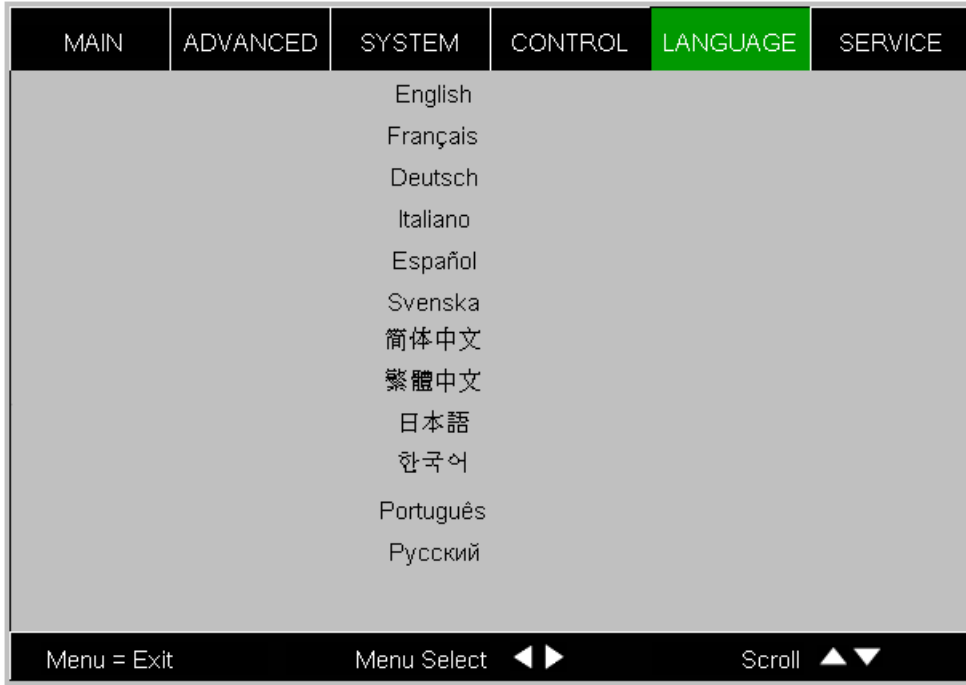 MAIN ADVANCED SYSTEM CONTROL LANGUAGE SERVICE
English
Français
Deutsch
Italiano
Español
Svenska
简体中文
繁體中文
日本語
한국어
Português
Русский
Menu = Exit Menu Select ◀▶ Scroll ▲▼